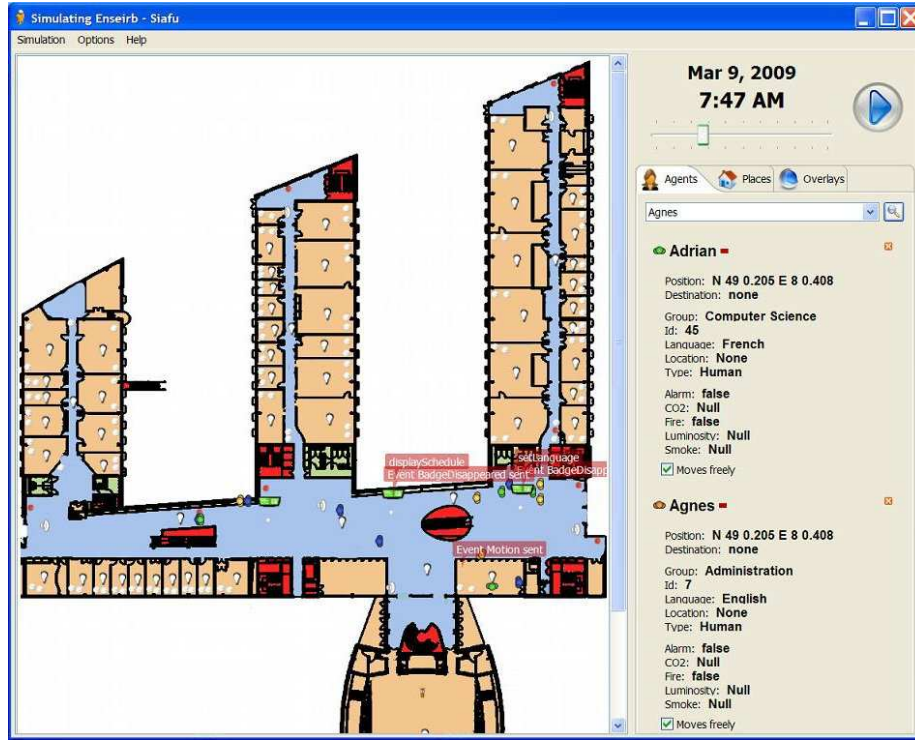 Simulating Enseirb - Siafu
Simulation Options Help
Mar 9, 2009
7:47 AM
Agents Places Overlays
Agnes
Adrian
Position: N 49 0.205 E 8 0.408
Destination: none
Group: Computer Science
Id: 45
Language: French
Location: None
Type: Human
Alarm: false
CO2: Null
Fire: false
Luminosity: Null
Smoke: Null
Moves freely
Agnes
Position: N 49 0.205 E 8 0.408
Destination: none
Group: Administration
Id: 7
Language: English
Location: None
Type: Human
Alarm: false
CO2: Null
Fire: false
Luminosity: Null
Smoke: Null
Moves freely
displaySchedule
Event BadgeDisappeared sent
setLanguage
nt BadgeDisapp
Event Motion sent